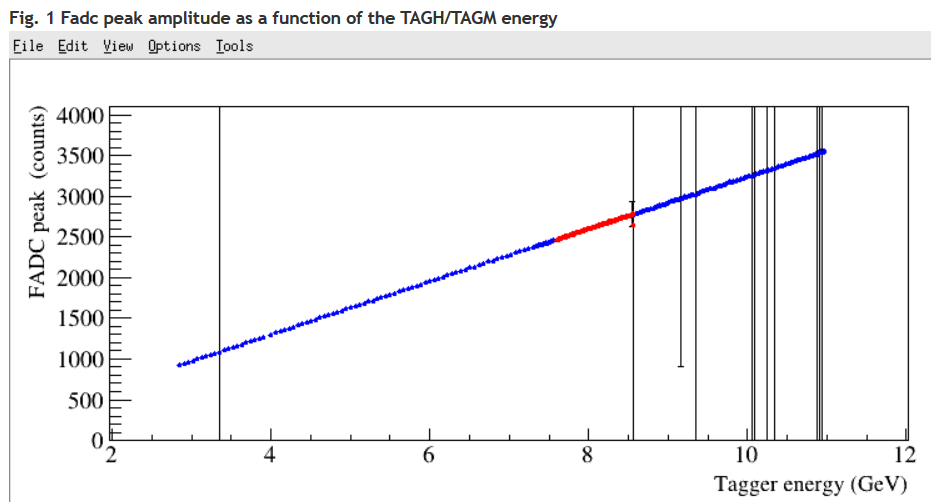 Fig. 1 Fadc peak amplitude as a function of the TAGH/TAGM energy
File Edit View Options Tools
FADC peak (counts)
4000
3500
3000
2500
2000
1500
1000
500
0
2 4 6 8 10 12
Tagger energy (GeV)